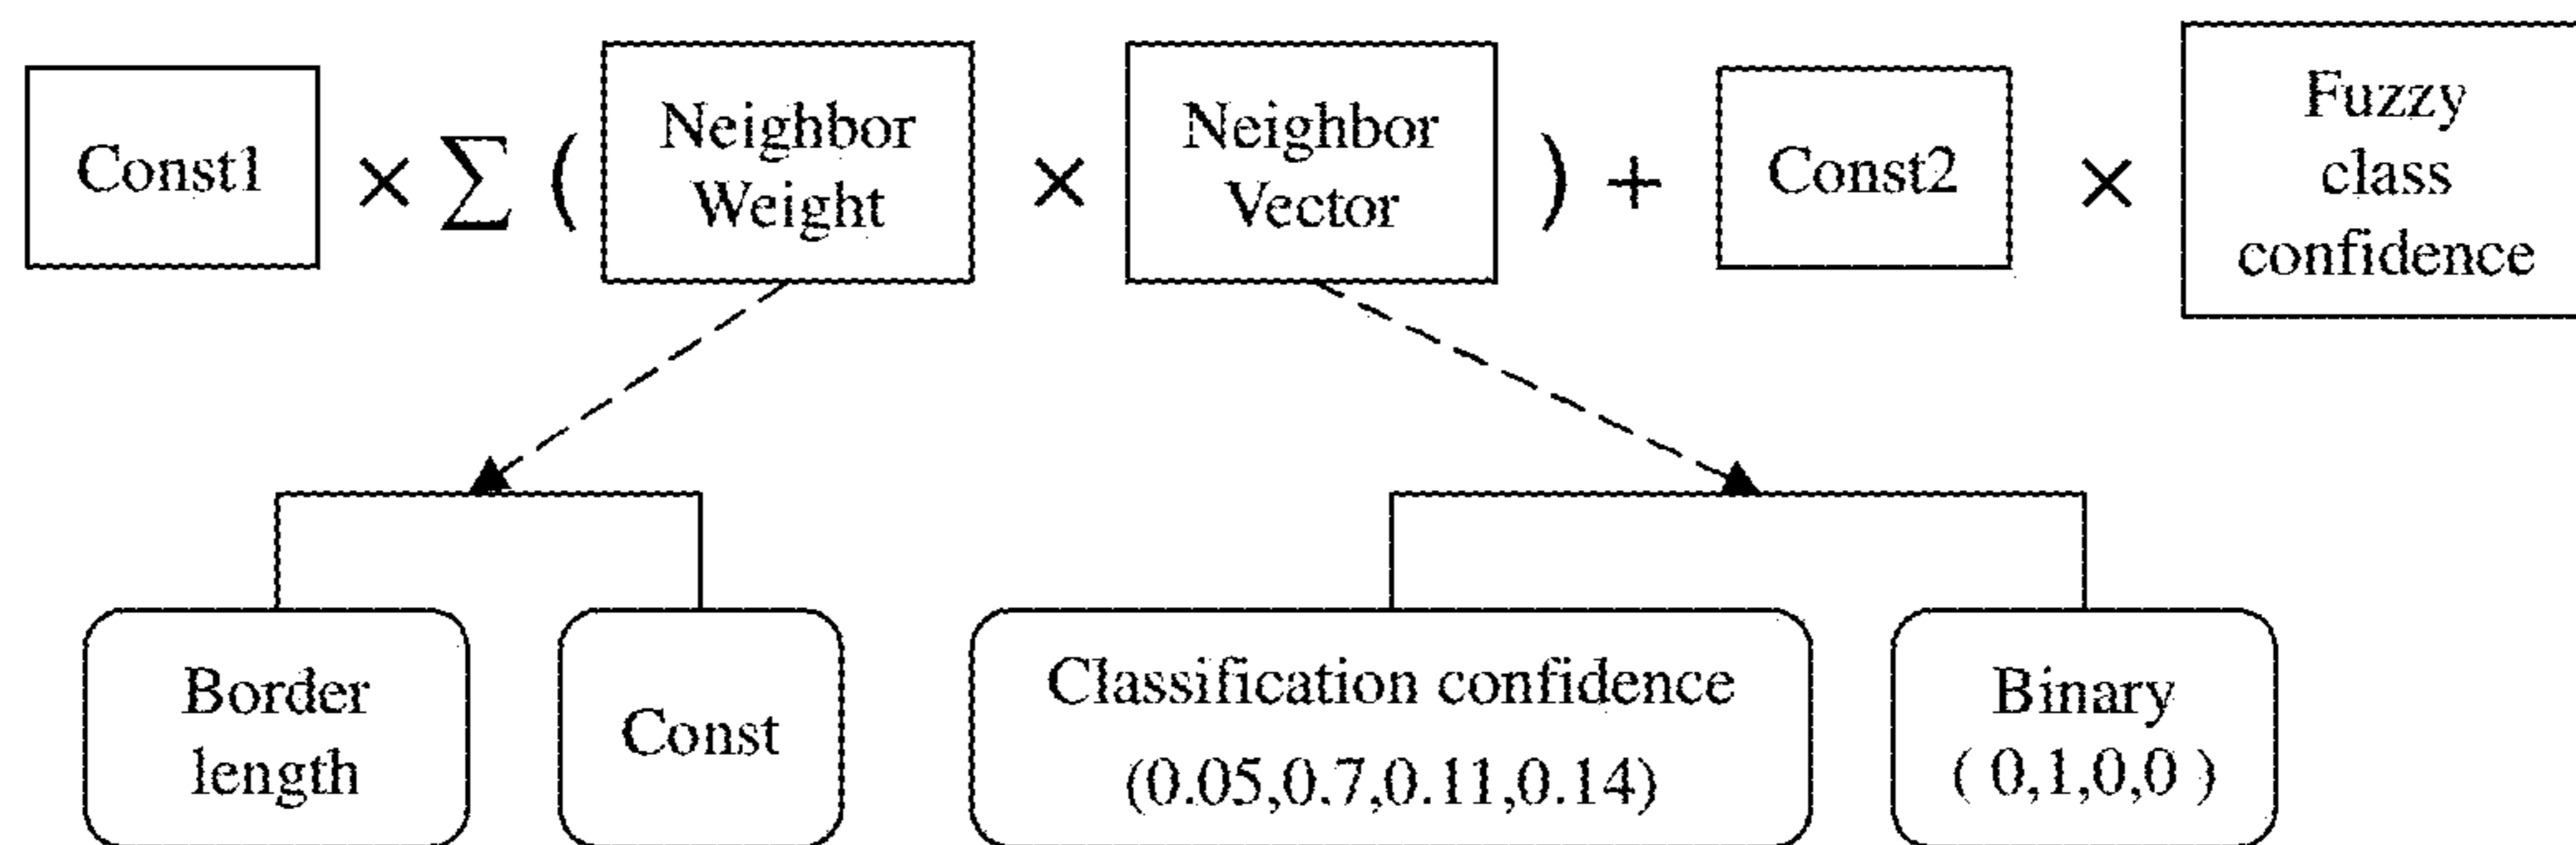 Const1 × ∑ ( Neighbor Weight × Neighbor Vector ) + Const2 × Fuzzy class confidence
Border
length
Const
Classification confidence
(0.05,0.7,0.11,0.14)
Binary
( 0,1,0,0 )